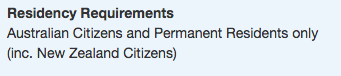 Residency Requirements
Australian Citizens and Permanent Residents only
(inc. New Zealand Citizens)